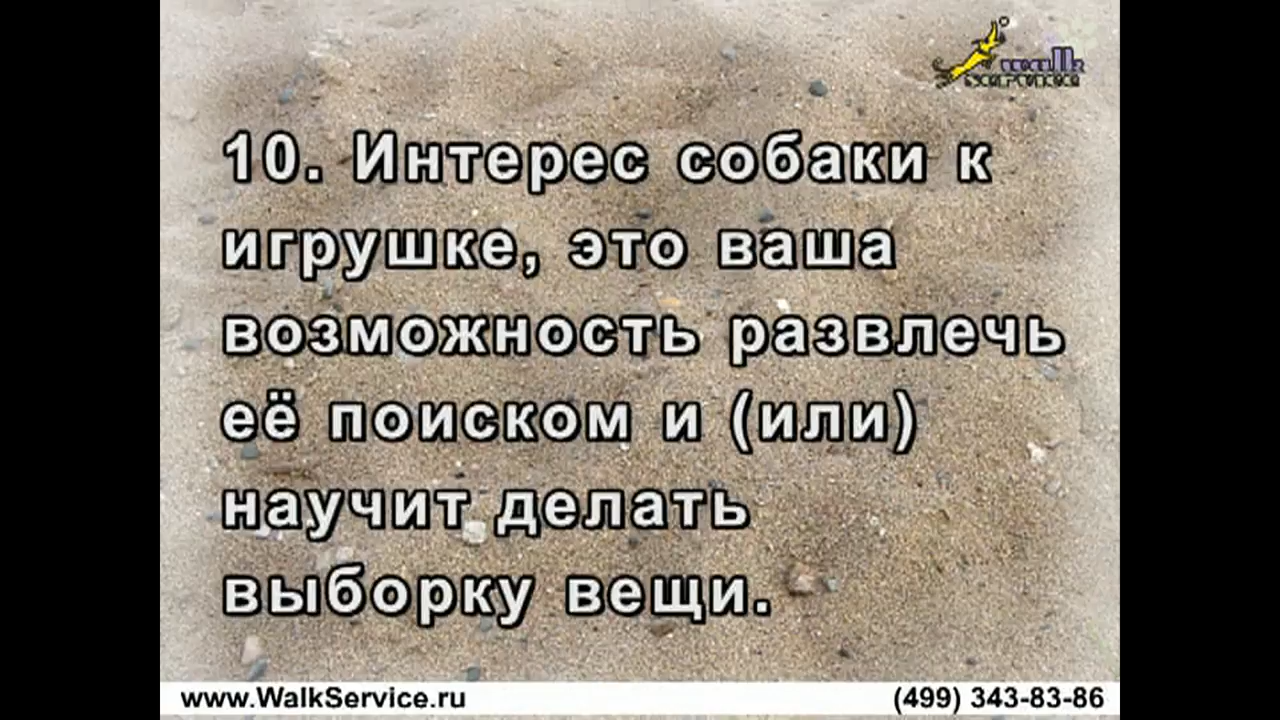 10. Интерес собаки к
игрушке, это ваша
возможность развлечь
её поиском и (или)
научит делать
выборку вещи.
www.WalkService.ru (499) 343-83-86